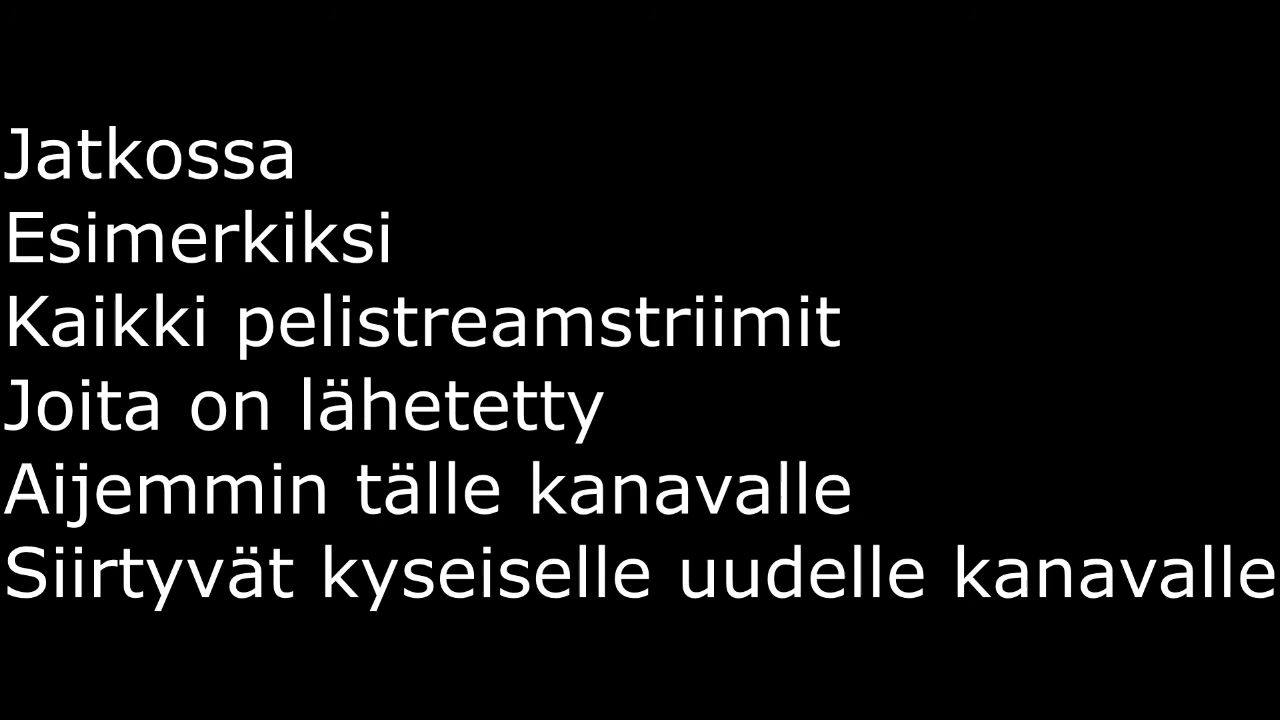 Jatkossa
Esimerkiksi
Kaikki pelistreamstriimit
Joita on lähetetty
Aijemmin tälle kanavalle
Siirtyvät kyseiselle uudelle kanavalle